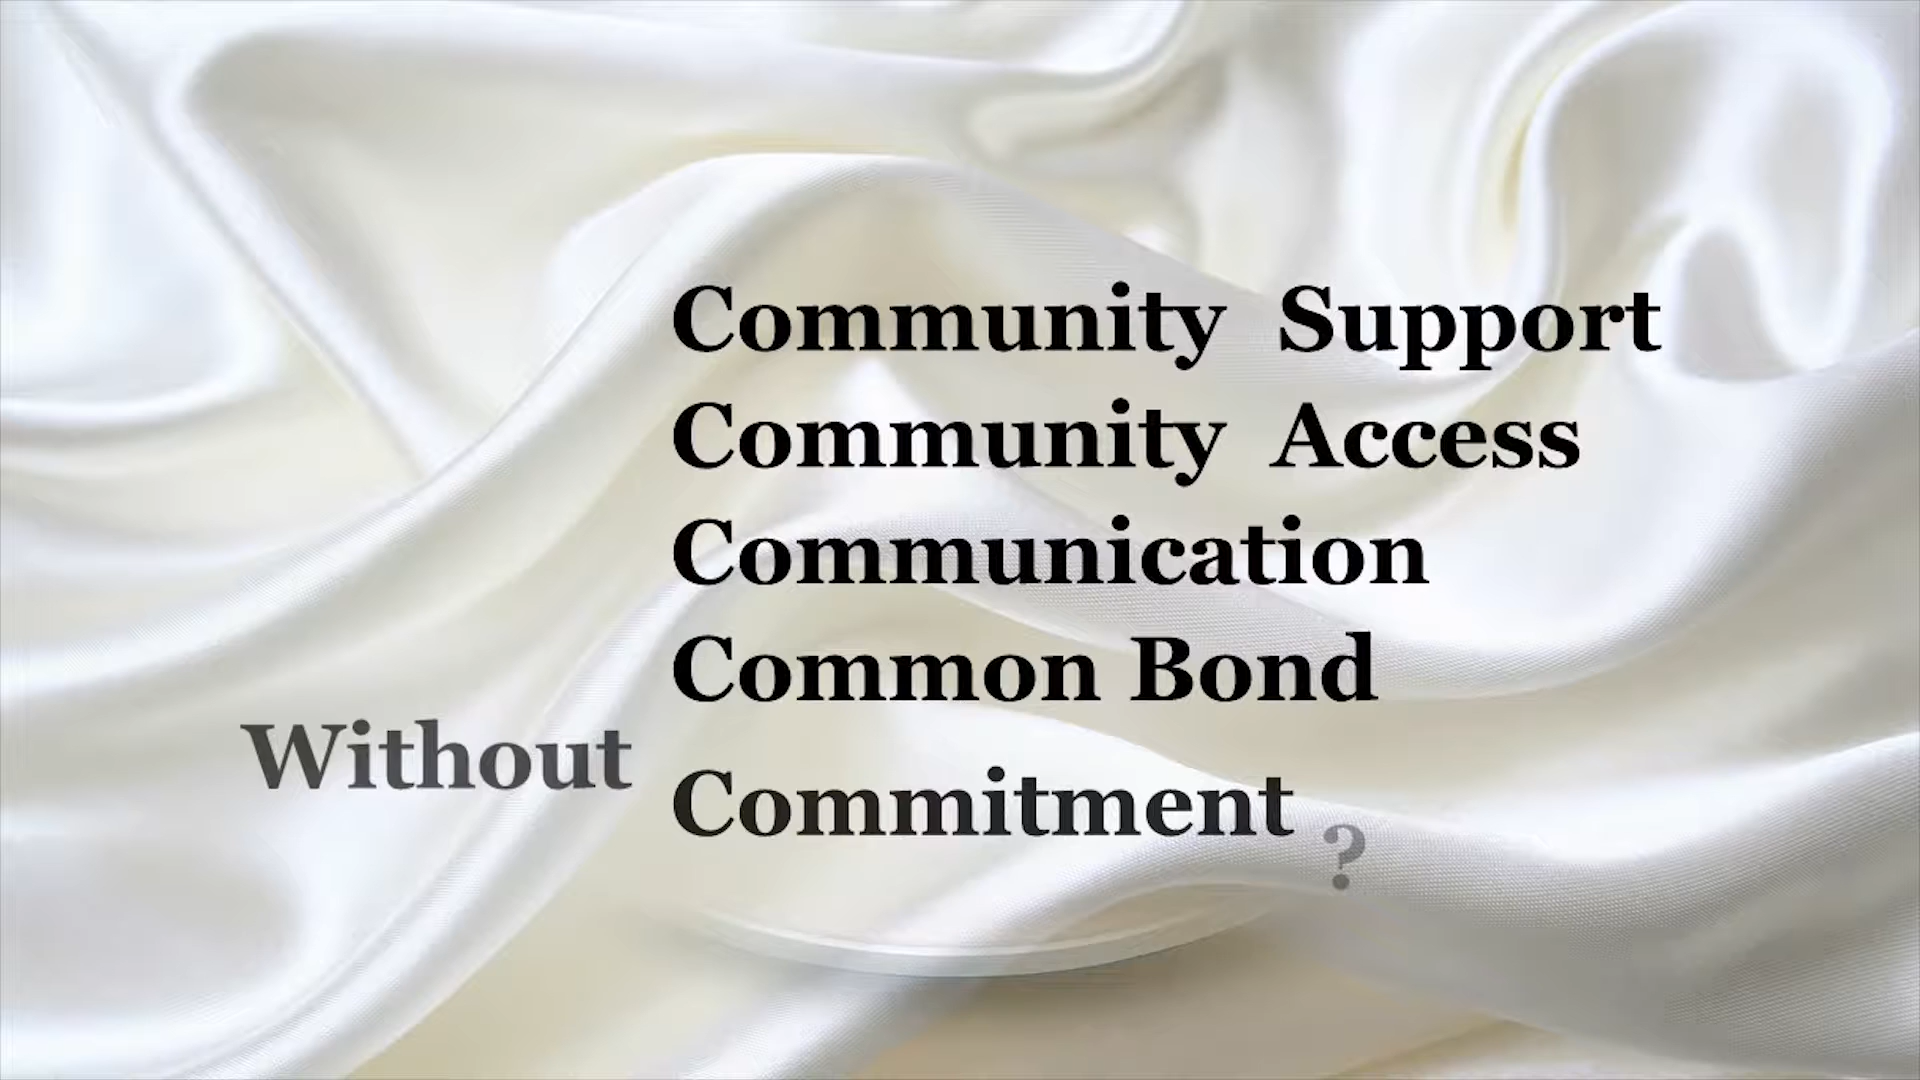 Community Support
Community Access
Communication
Common Bond
Without
Commitment ?